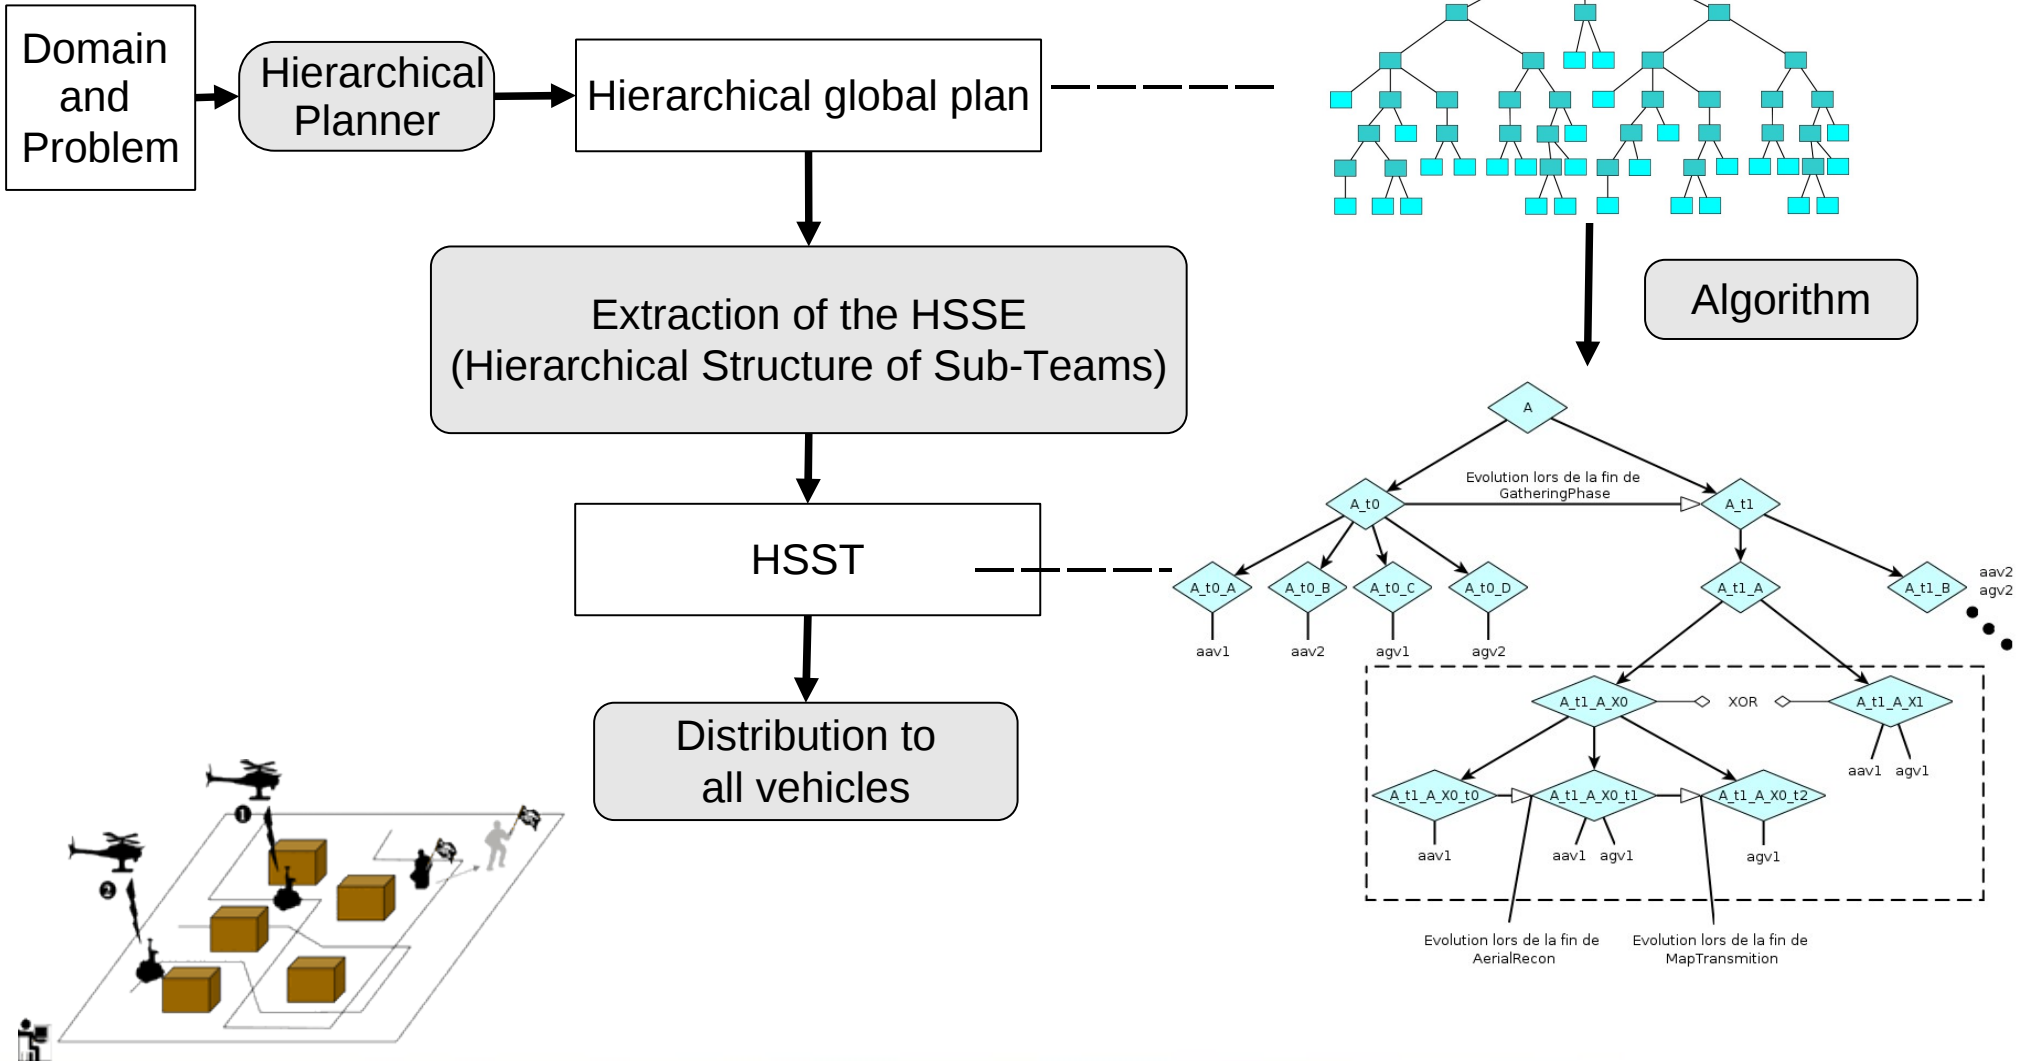 Domain
and
Problem
Hierarchical
Planner
Hierarchical global plan
Extraction of the HSSE
(Hierarchical Structure of Sub-Teams)
Algorithm
HSST
Distribution to
all vehicles
A
Evolution lors de la fin de
GatheringPhase
A_t0
A_t1
A_t0_A
A_t0_B
A_t0_C
A_t0_D
A_t1_A
A_t1_B
aav2
agv2
aav1
aav2
agv1
agv2
A_t1_A_X0
XOR
A_t1_A_X1
aav1
agv1
A_t1_A_X0_t0
A_t1_A_X0_t1
A_t1_A_X0_t2
aav1
aav1
agv1
agv1
Evolution lors de la fin de
AerialRecon
Evolution lors de la fin de
MapTransmition
1
2